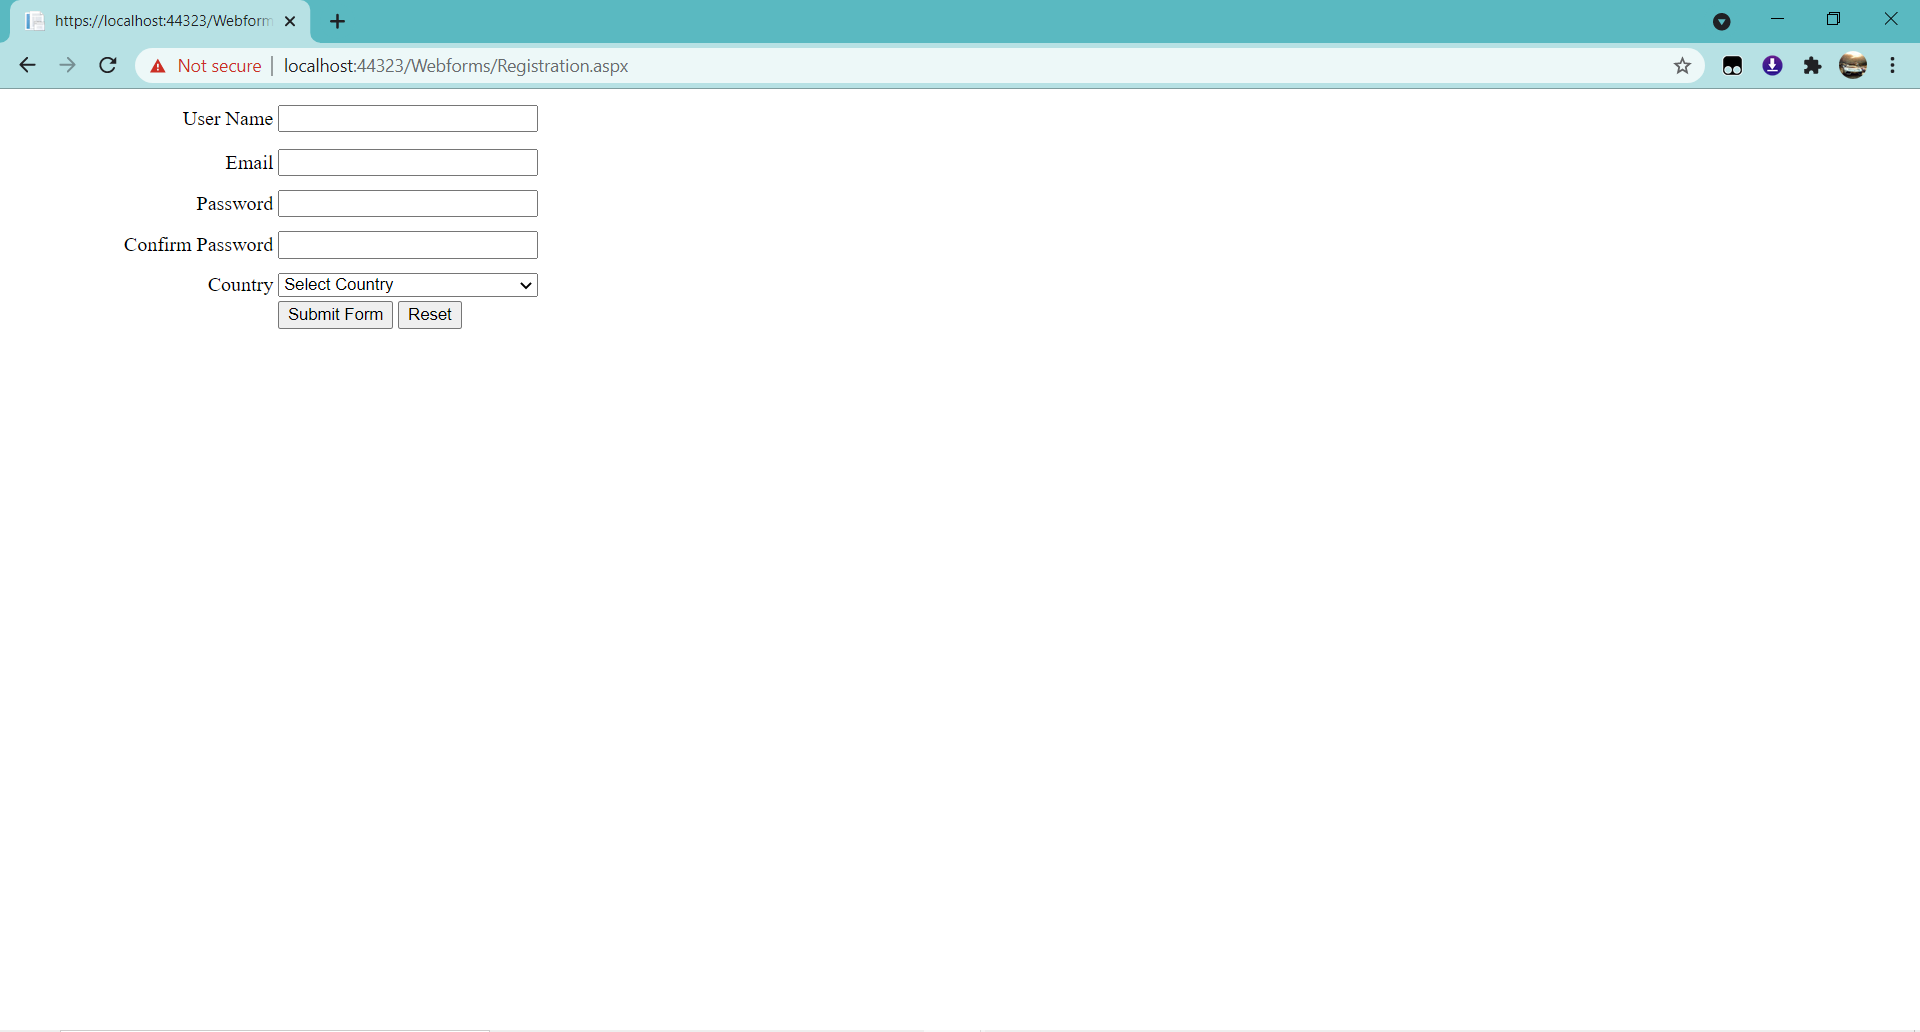 https://localhost:44323/Webform
Not secure | localhost:44323/Webforms/Registration.aspx
User Name
Email
Password
Confirm Password
Country Select Country
Submit Form Reset